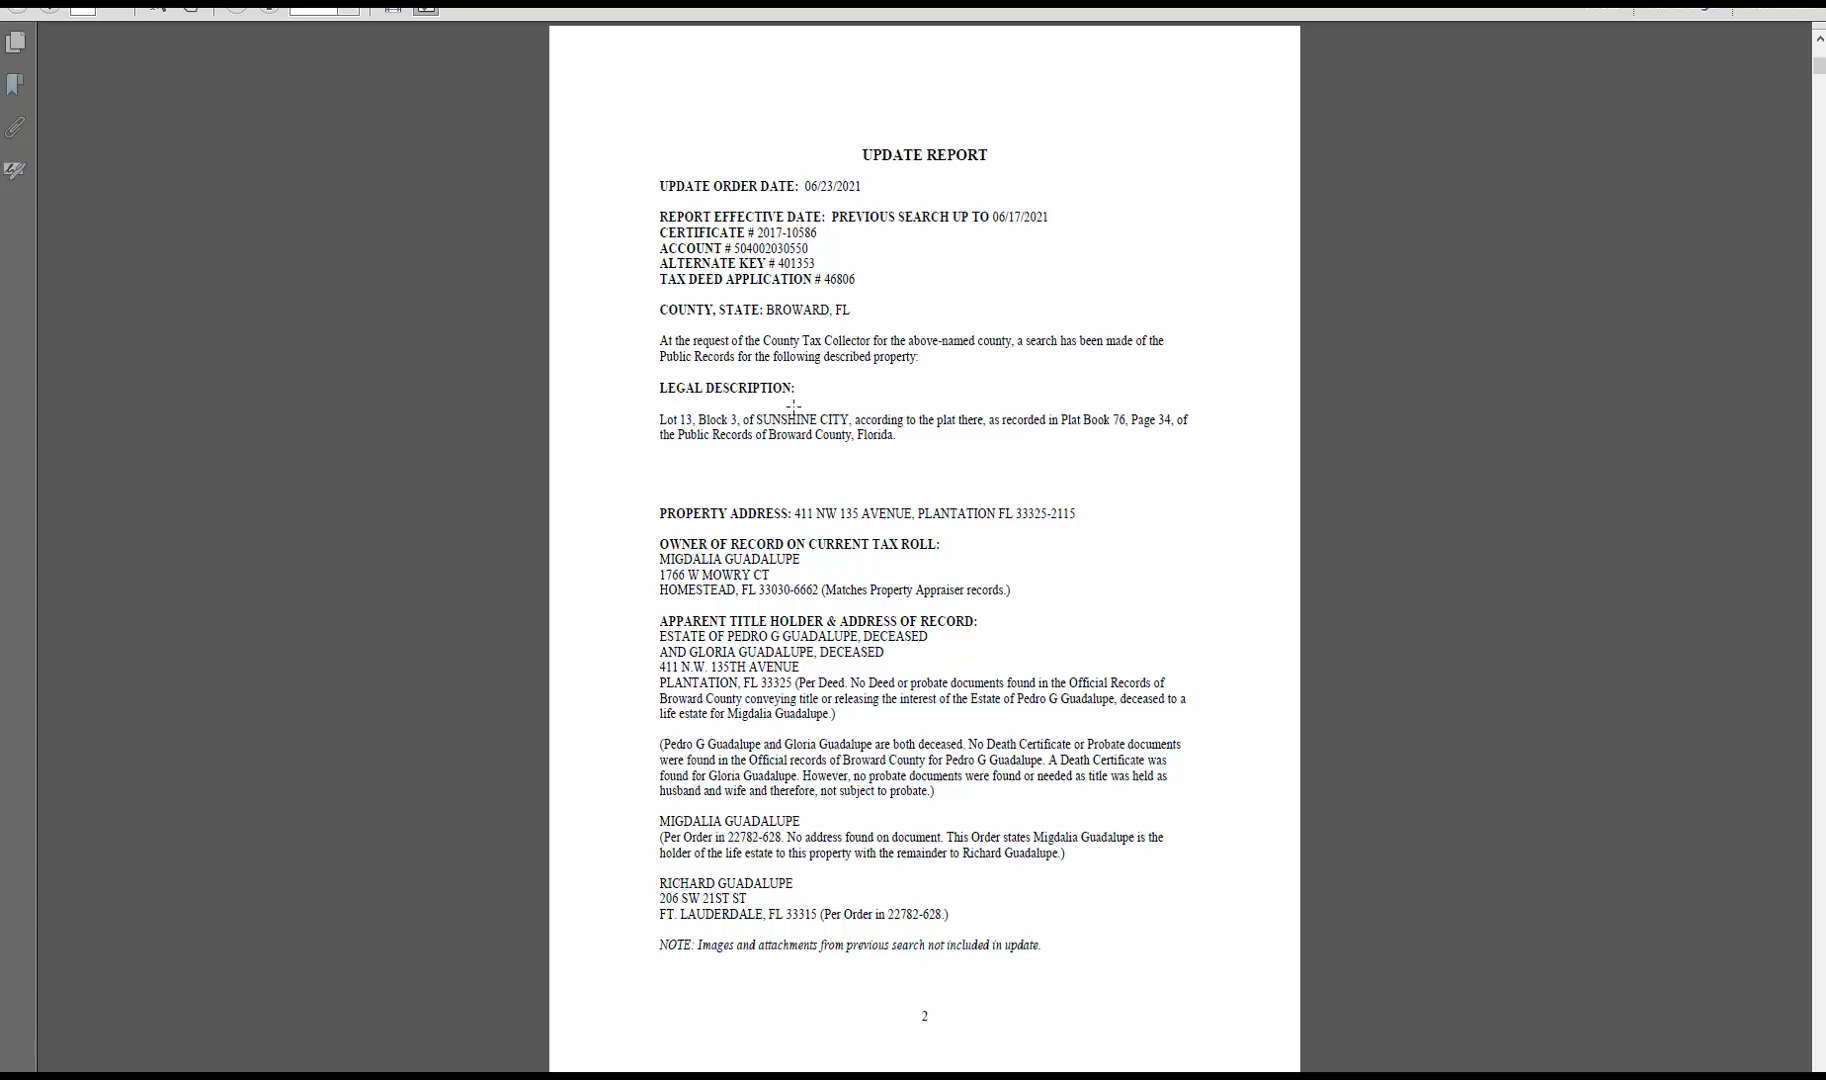 UPDATE REPORT
UPDATE ORDER DATE: 06/23/2021
REPORT EFFECTIVE DATE: PREVIOUS SEARCH UP TO 06/17/2021
CERTIFICATE # 2017-10586
ACCOUNT # 504002030550
ALTERNATE KEY # 401353
TAX DEED APPLICATION # 46806
COUNTY, STATE: BROWARD, FL
At the request of the County Tax Collector for the above-named county, a search has been made of the
Public Records for the following described property:
LEGAL DESCRIPTION:
Lot 13, Block 3, of SUNSHINE CITY, according to the plat there, as recorded in Plat Book 76, Page 34, of
the Public Records of Broward County, Florida.
PROPERTY ADDRESS: 411 NW 135 AVENUE, PLANTATION FL 33325-2115
OWNER OF RECORD ON CURRENT TAX ROLL:
MIGDALIA GUADALUPE
1766 W MOWRY CT
HOMESTEAD, FL 33030-6662 (Matches Property Appraiser records.)
APPARENT TITLE HOLDER & ADDRESS OF RECORD:
ESTATE OF PEDRO G GUADALUPE, DECEASED
AND GLORIA GUADALUPE, DECEASED
411 N.W. 135TH AVENUE
PLANTATION, FL 33325 (Per Deed. No Deed or probate documents found in the Official Records of
Broward County conveying title or releasing the interest of the Estate of Pedro G Guadalupe, deceased to a
life estate for Migdalia Guadalupe.)
(Pedro G Guadalupe and Gloria Guadalupe are both deceased. No Death Certificate or Probate documents
were found in the Official records of Broward County for Pedro G Guadalupe. A Death Certificate was
found for Gloria Guadalupe. However, no probate documents were found or needed as title was held as
husband and wife and therefore, not subject to probate.)
MIGDALIA GUADALUPE
(Per Order in 22782-628. No address found on document. This Order states Migdalia Guadalupe is the
holder of the life estate to this property with the remainder to Richard Guadalupe.)
RICHARD GUADALUPE
206 SW 21ST ST
FT. LAUDERDALE, FL 33315 (Per Order in 22782-628.)
NOTE: Images and attachments from previous search not included in update.
2